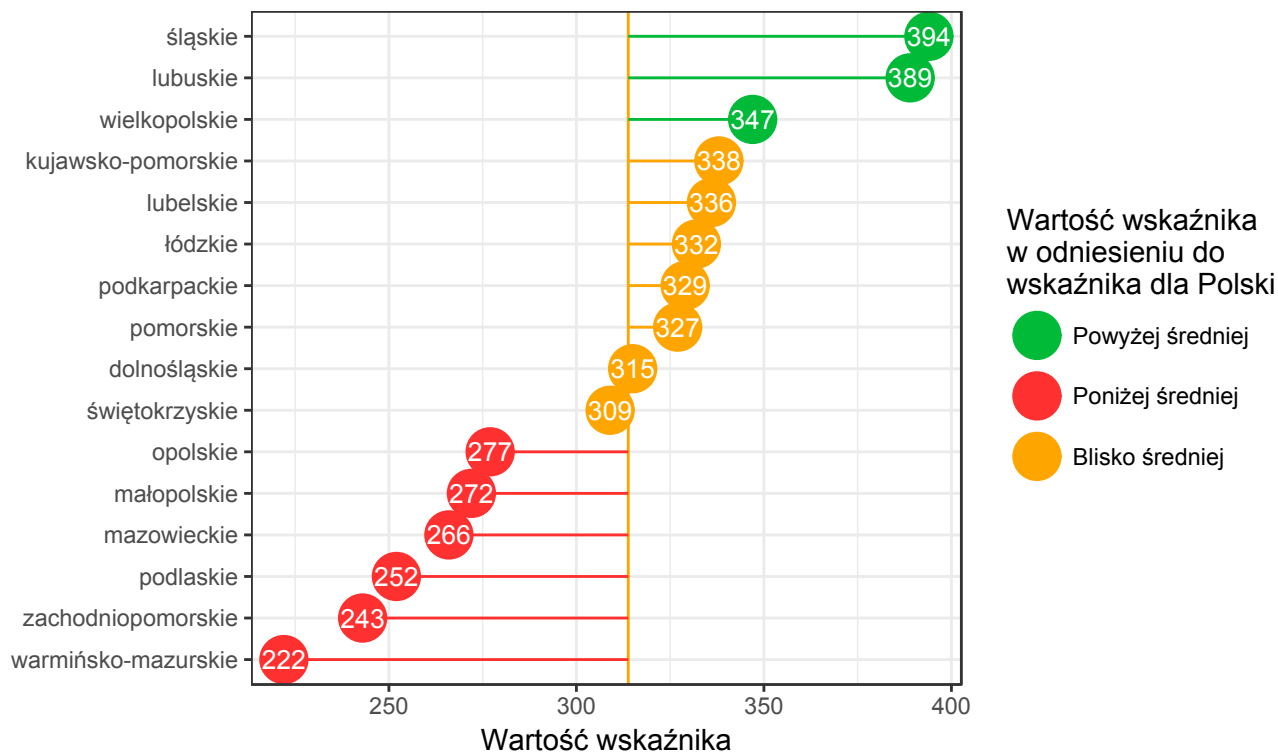 śląskie 394
lubuskie 389
wielkopolskie 347
kujawsko-pomorskie 338
lubelskie 336
łódzkie 332
podkarpackie 329
pomorskie 327
dolnośląskie 315
świętokrzyskie 309
opolskie 277
małopolskie 272
mazowieckie 266
podlaskie 252
zachodniopomorskie 243
warmińsko-mazurskie 222
250 300 350 400
Wartość wskaźnika
Wartość wskaźnika
w odniesieniu do
wskaźnika dla Polski
Powyżej średniej
Poniżej średniej
Blisko średniej